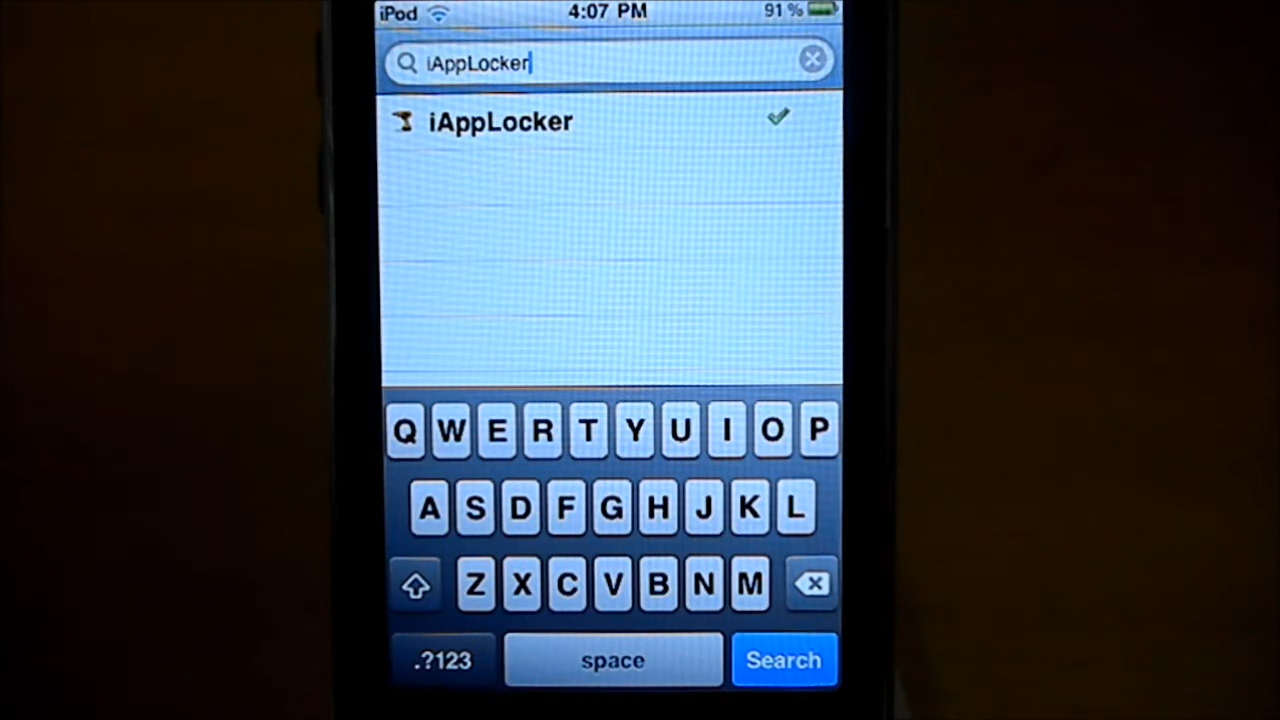 iPod 4:07 PM 91 %
iAppLocker
iAppLocker
Q W E R T Y U I O P
A S D F G H J K L
Z X C V B N M
.?123 space Search